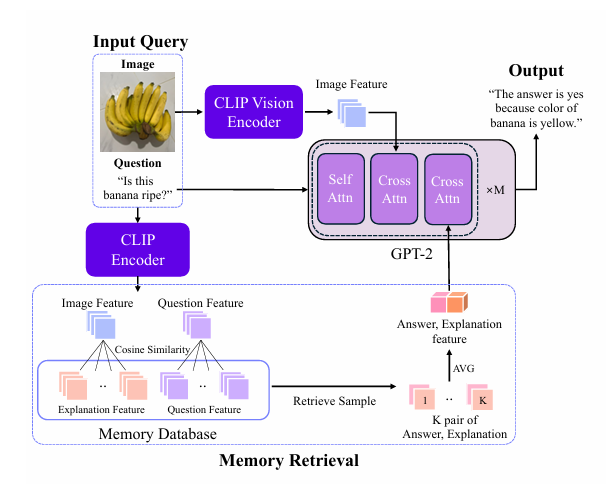 Input Query
Image
CLIP Vision
Encoder
Image Feature
Output
“The answer is yes
because color of
banana is yellow.”
Question
“Is this
banana ripe?”
Self
Attn
Cross
Attn
Cross
Attn
×M
GPT-2
CLIP
Encoder
Image Feature
Question Feature
Cosine Similarity
..
..
Explanation Feature
Question Feature
Memory Database
Retrieve Sample
Answer, Explanation
feature
AVG
1
..
K
K pair of
Answer, Explanation
Memory Retrieval